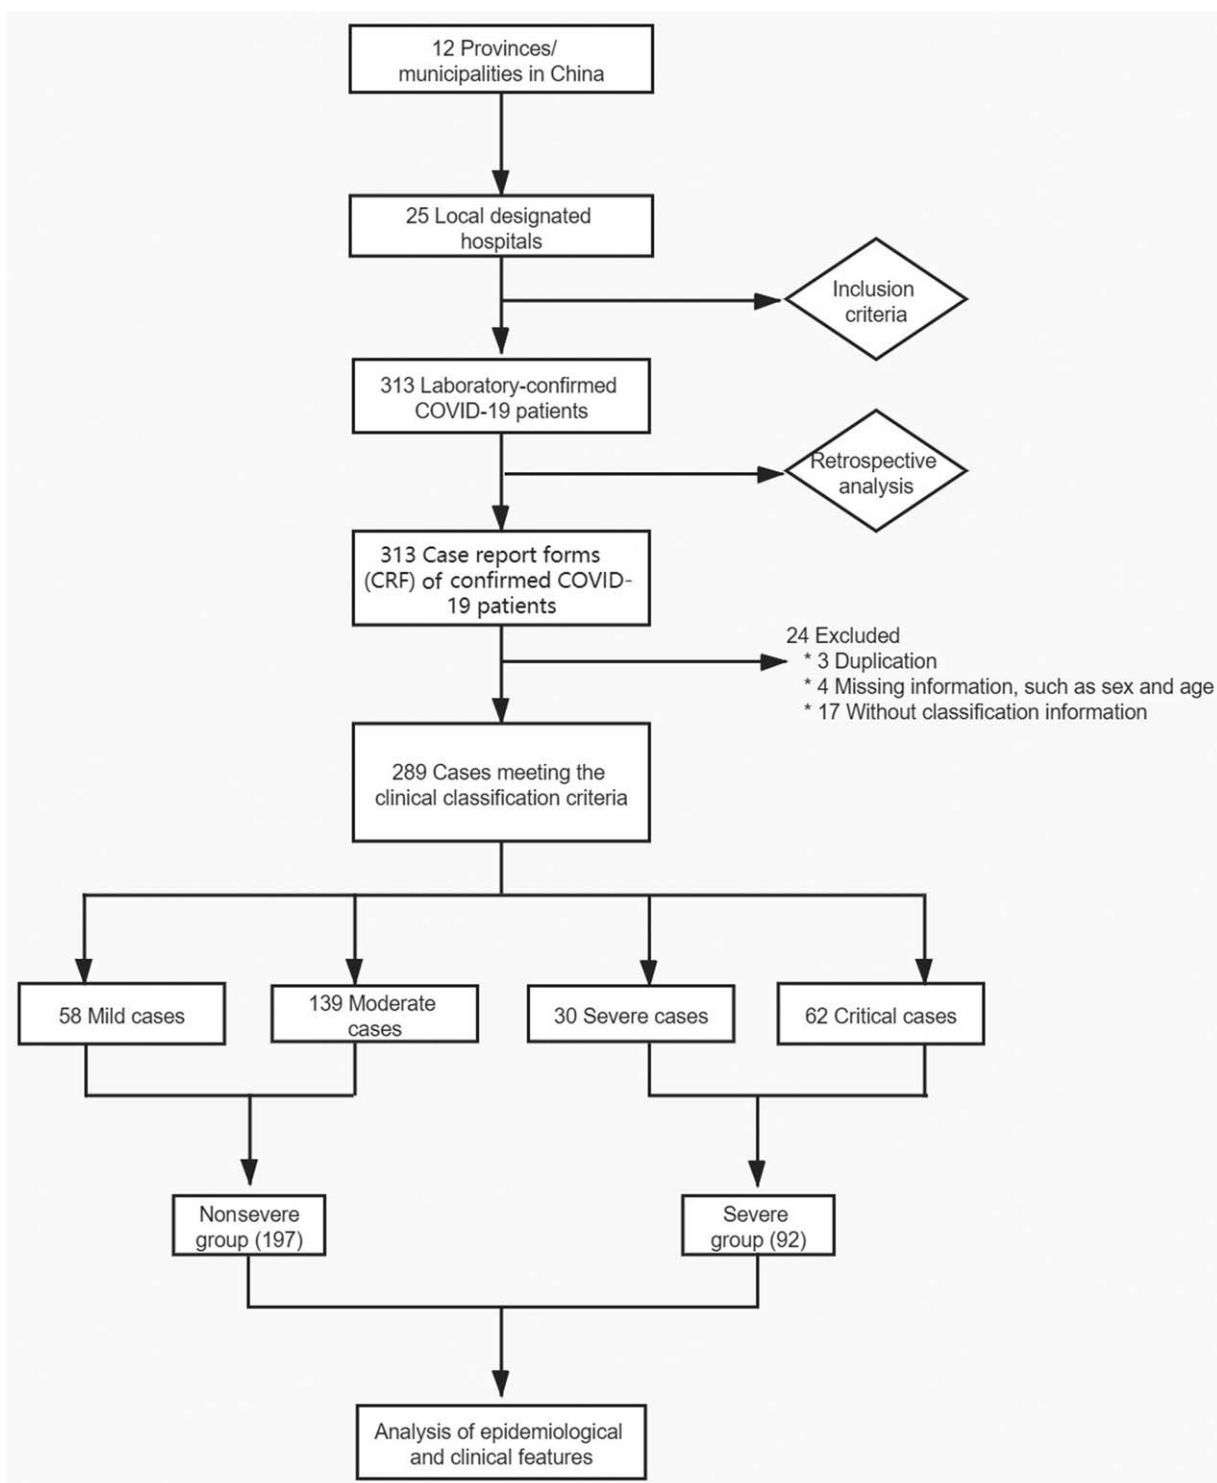 12 Provinces/
municipalities in China
25 Local designated
hospitals
Inclusion
criteria
313 Laboratory-confirmed
COVID-19 patients
Retrospective
analysis
313 Case report forms
(CRF) of confirmed COVID-
19 patients
24 Excluded
* 3 Duplication
* 4 Missing information, such as sex and age
* 17 Without classification information
289 Cases meeting the
clinical classification criteria
58 Mild cases
139 Moderate
cases
30 Severe cases
62 Critical cases
Nonsevere
group (197)
Severe
group (92)
Analysis of epidemiological
and clinical features